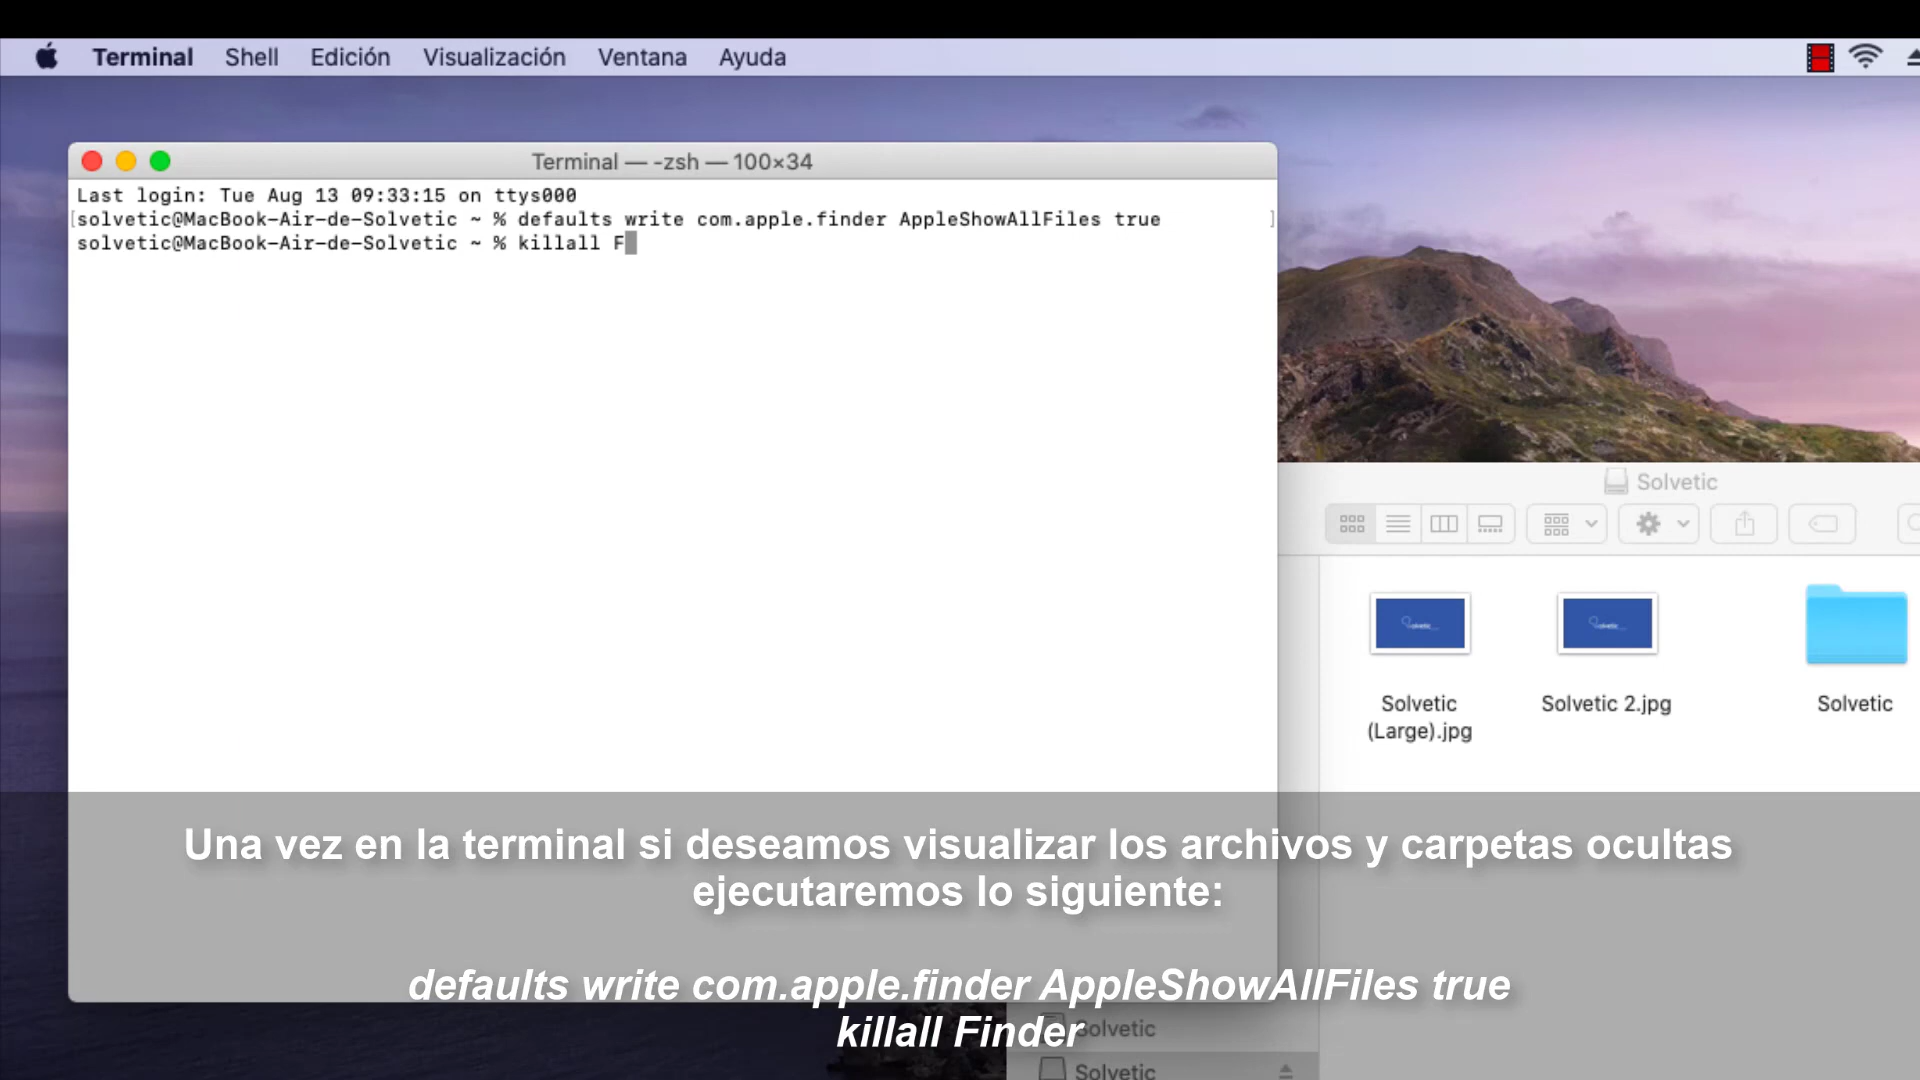 Terminal Shell Edición Visualización Ventana Ayuda
Terminal — -zsh — 100×34
Last login: Tue Aug 13 09:33:15 on ttys000
[solvetic@MacBook-Air-de-Solvetic ~ % defaults write com.apple.finder AppleShowAllFiles true ]
solvetic@MacBook-Air-de-Solvetic ~ % killall F
Solvetic
Solvetic
(Large).jpg
Solvetic 2.jpg
Solvetic
Una vez en la terminal si deseamos visualizar los archivos y carpetas ocultas
ejecutaremos lo siguiente:
defaults write com.apple.finder AppleShowAllFiles true
killall Finder
Solvetic
Solvetic